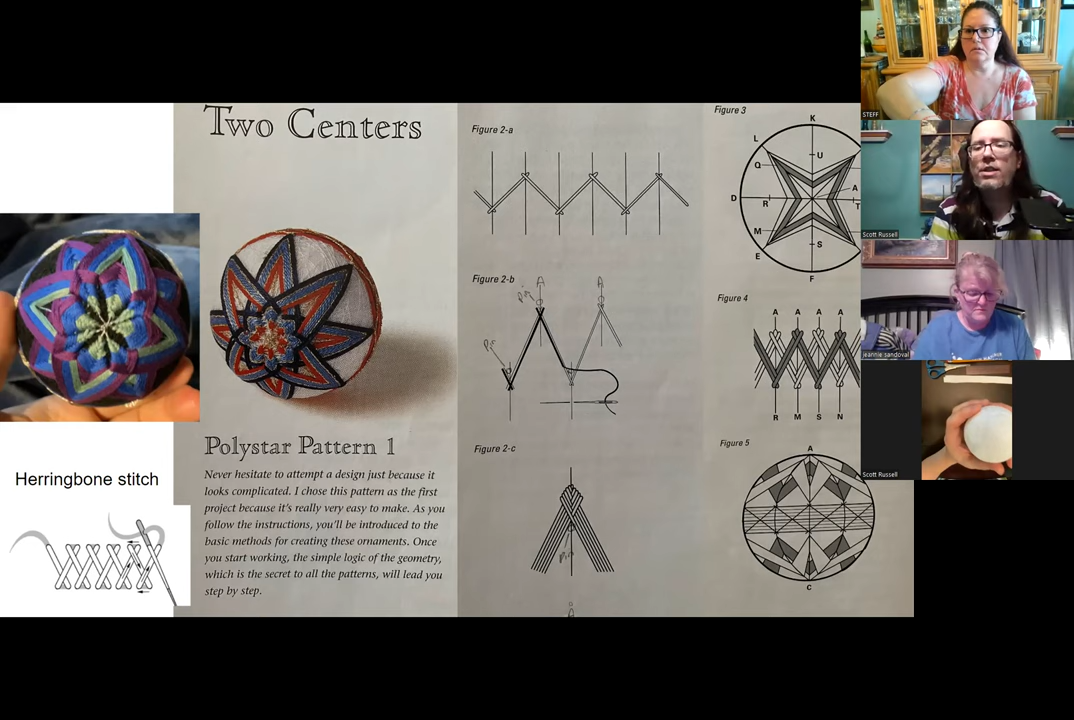 Two Centers
Polystar Pattern 1
Never hesitate to attempt a design just because it
looks complicated. I chose this pattern as the first
project because it's really very easy to make. As you
follow the instructions, you'll be introduced to the
basic methods for creating these ornaments. Once
you start working, the simple logic of the geometry,
which is the secret to all the patterns, will lead you
step by step.
Herringbone stitch
Figure 2-a
Figure 2-b
A
A
Pin
Pin
Figure 2-c
Pin
A
Figure 3
K
L
U
Q
A
D
R
T
M
S
E
F
Figure 4
A A A A
R M S N
Figure 5
A
C
STEFF
Scott Russell
jeannie sandoval
Scott Russell